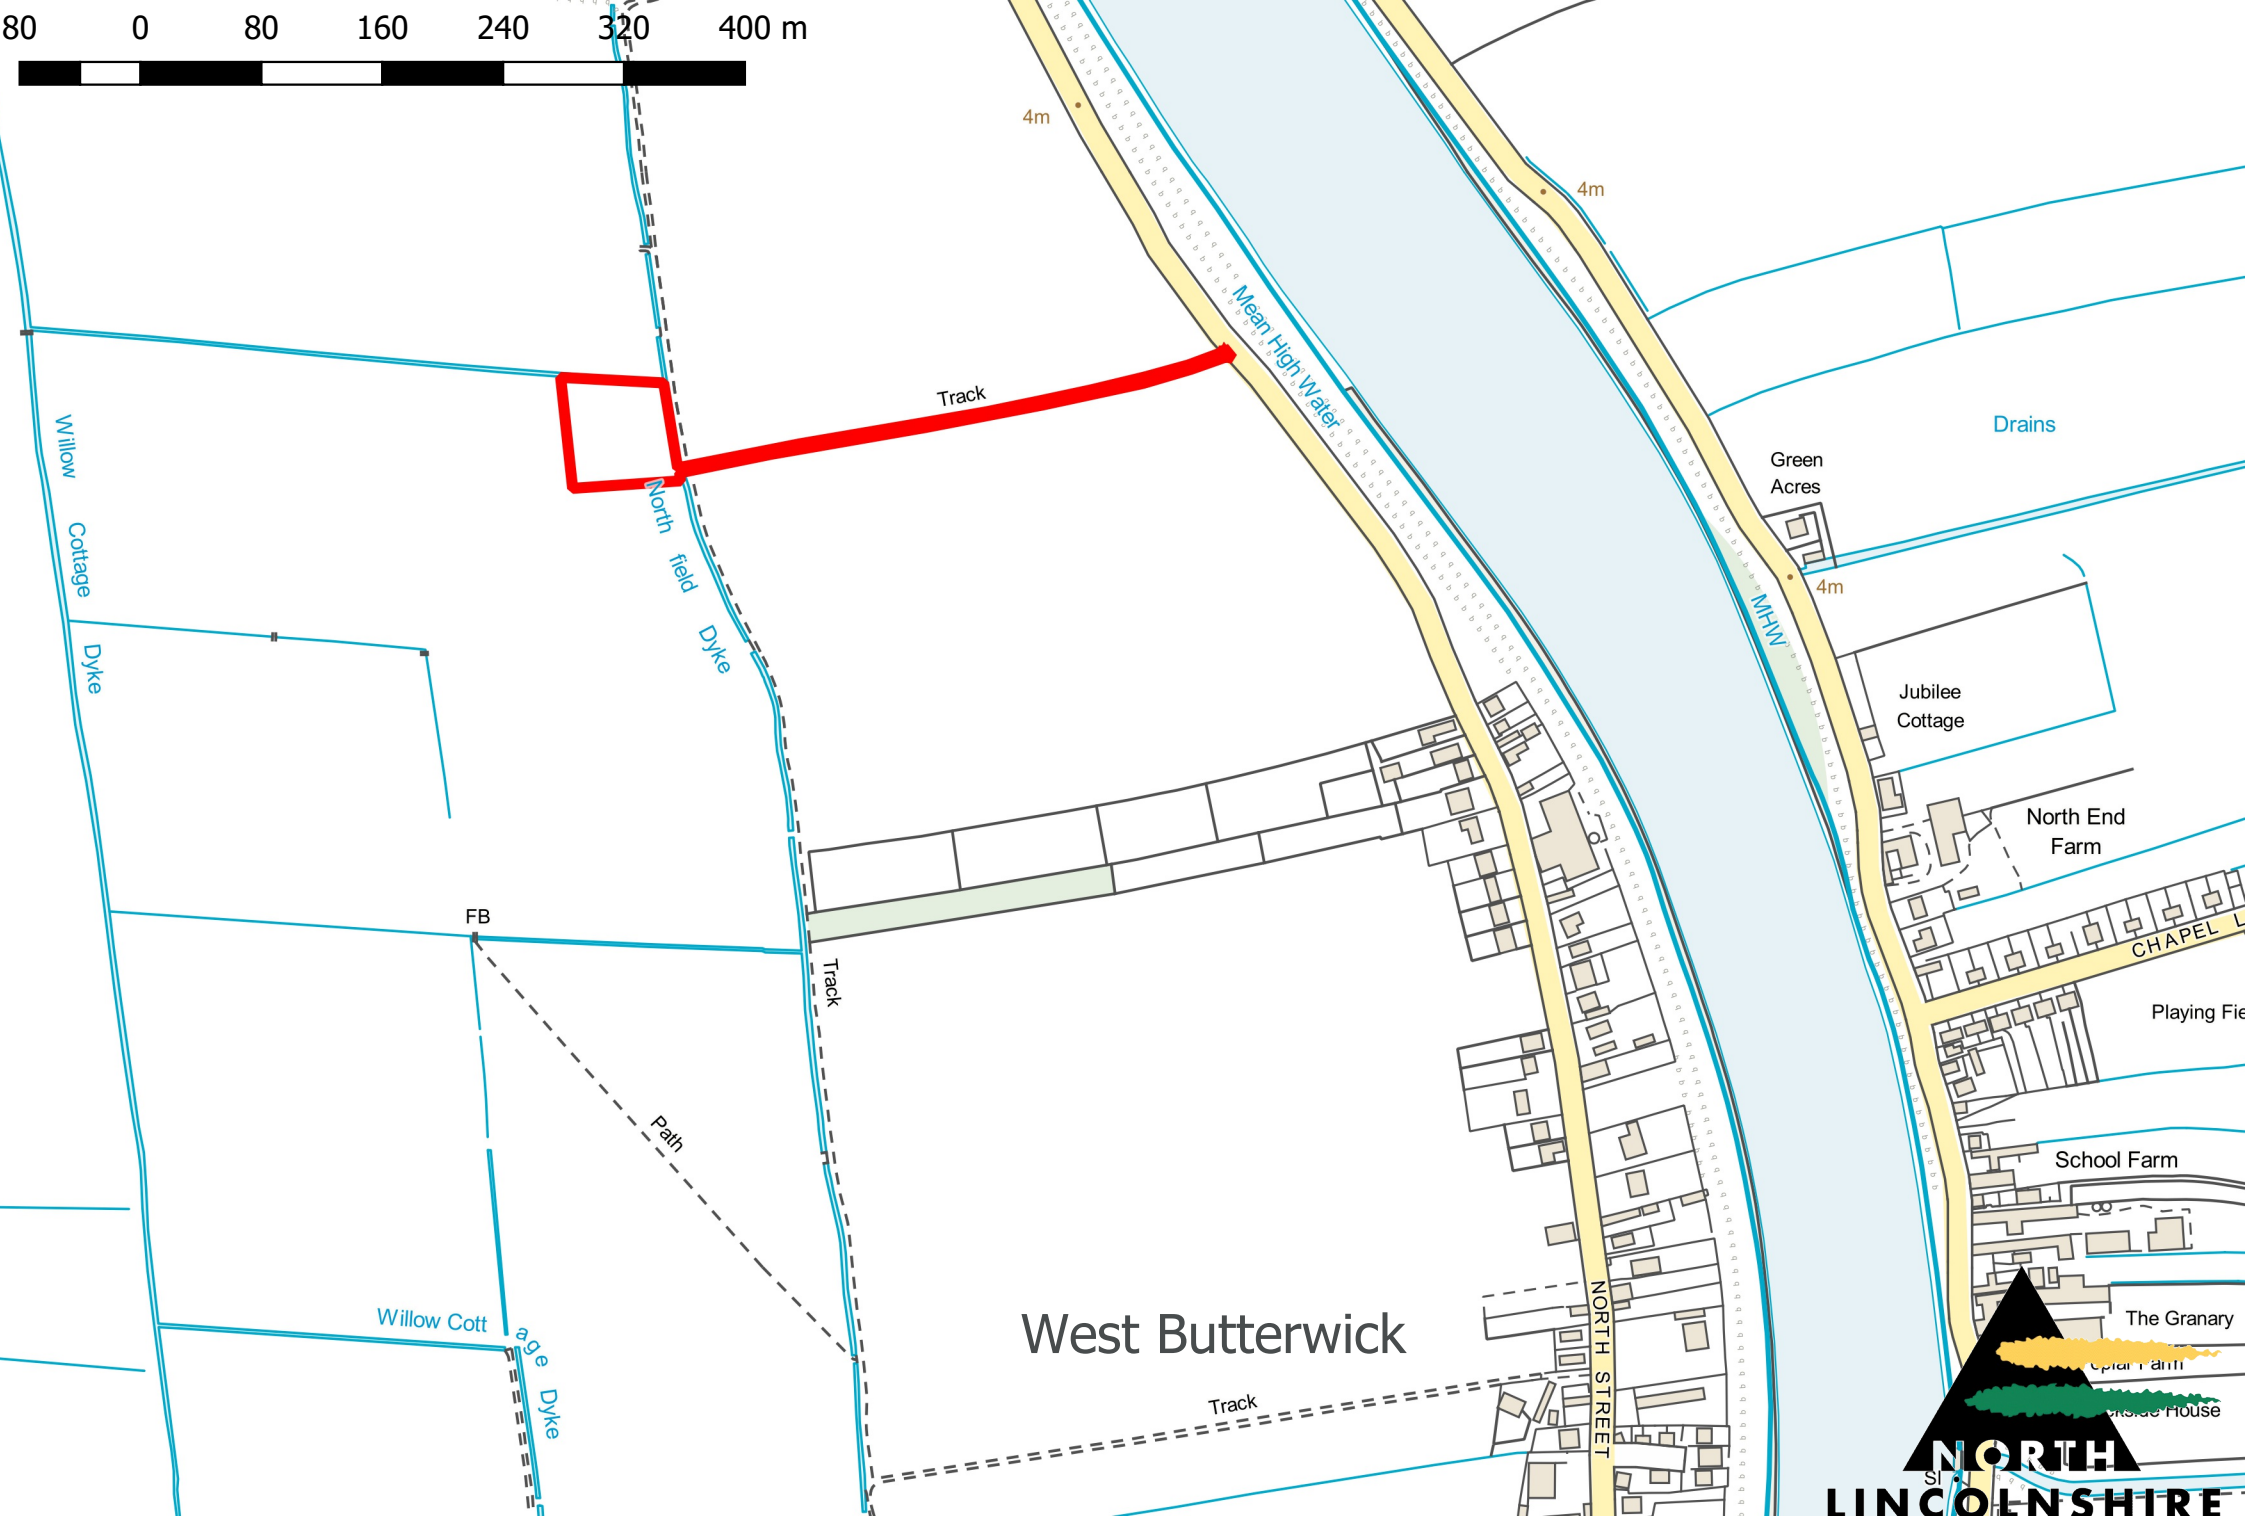 80 0 80 160 240 320 400 m
4m
4m
Mean High Water
Track
Willow Cottage Dyke
Drains
Green
Acres
North field Dyke
4m
MHW
Jubilee
Cottage
North End
Farm
FB
CHAPEL L
Track
Playing Fie
Path
School Farm
NORTH STREET
The Granary
Willow Cott
age Dyke
West Butterwick
Farm
House
Track
NORTH
LINCOLNSHIRE